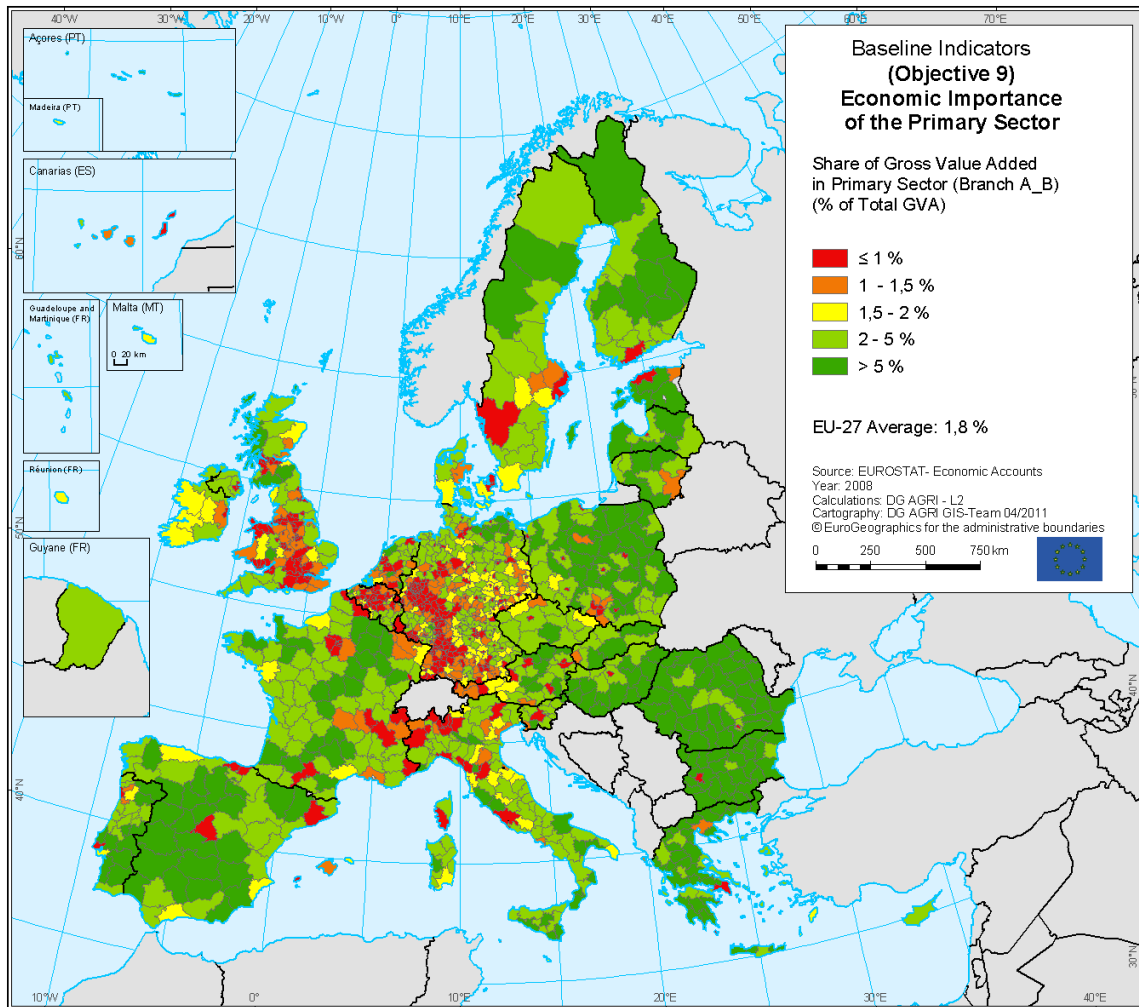 40°W
30°W
20°W
10°W
0°
10°E
20°E
30°E
40°E
50°E
60°E
70°E
Açores (PT)
Madeira (PT)
Canarias (ES)
Guadeloupe and
Martinique (FR)
Malta (MT)
0 20 km
Réunion (FR)
Guyane (FR)
Baseline Indicators
(Objective 9)
Economic Importance
of the Primary Sector
Share of Gross Value Added
in Primary Sector (Branch A_B)
(% of Total GVA)
≤ 1 %
1 - 1,5 %
1,5 - 2 %
2 - 5 %
> 5 %
EU-27 Average: 1,8 %
Source: EUROSTAT- Economic Accounts
Year: 2008
Calculations: DG AGRI - L2
Cartography: DG AGRI GIS-Team 04/2011
© EuroGeographics for the administrative boundaries
0 250 500 750 km
60°N
50°N
40°N
40°N
30°N
10°W
0°
10°E
20°E
30°E
40°E